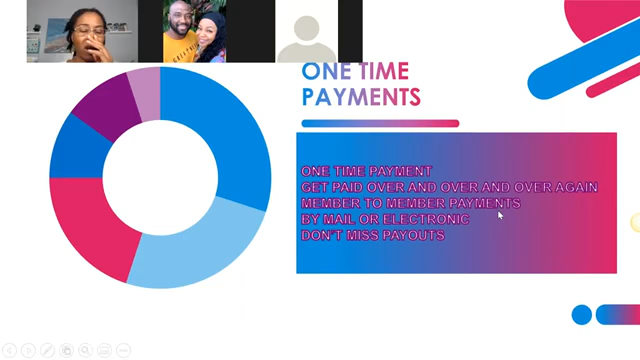 ONE TIME
PAYMENTS
ONE TIME PAYMENT
GET PAID OVER AND OVER AND OVER AGAIN
MEMBER TO MEMBER PAYMENTS
BY MAIL OR ELECTRONIC
DON'T MISS PAYOUTS